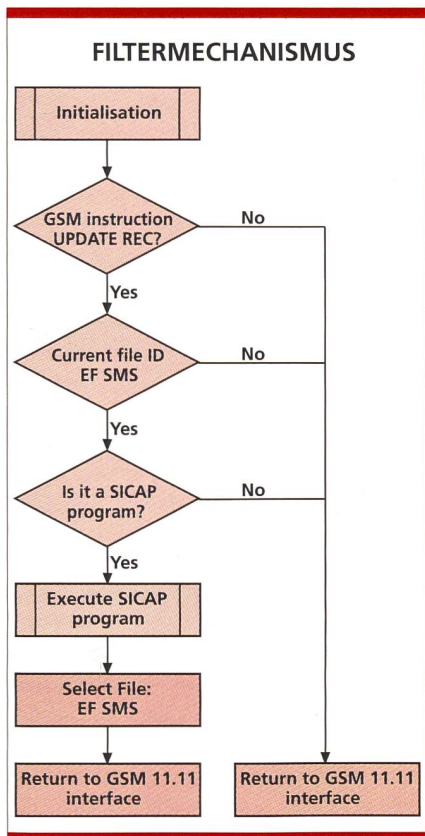 FILTERMECHANISMUS
Initialisation
GSM instruction
UPDATE REC?
No
Yes
Current file ID
EF SMS
No
Yes
Is it a SICAP
program?
No
Yes
Execute SICAP
program
Select File:
EF SMS
Return to GSM 11.11
interface
Return to GSM 11.11
interface